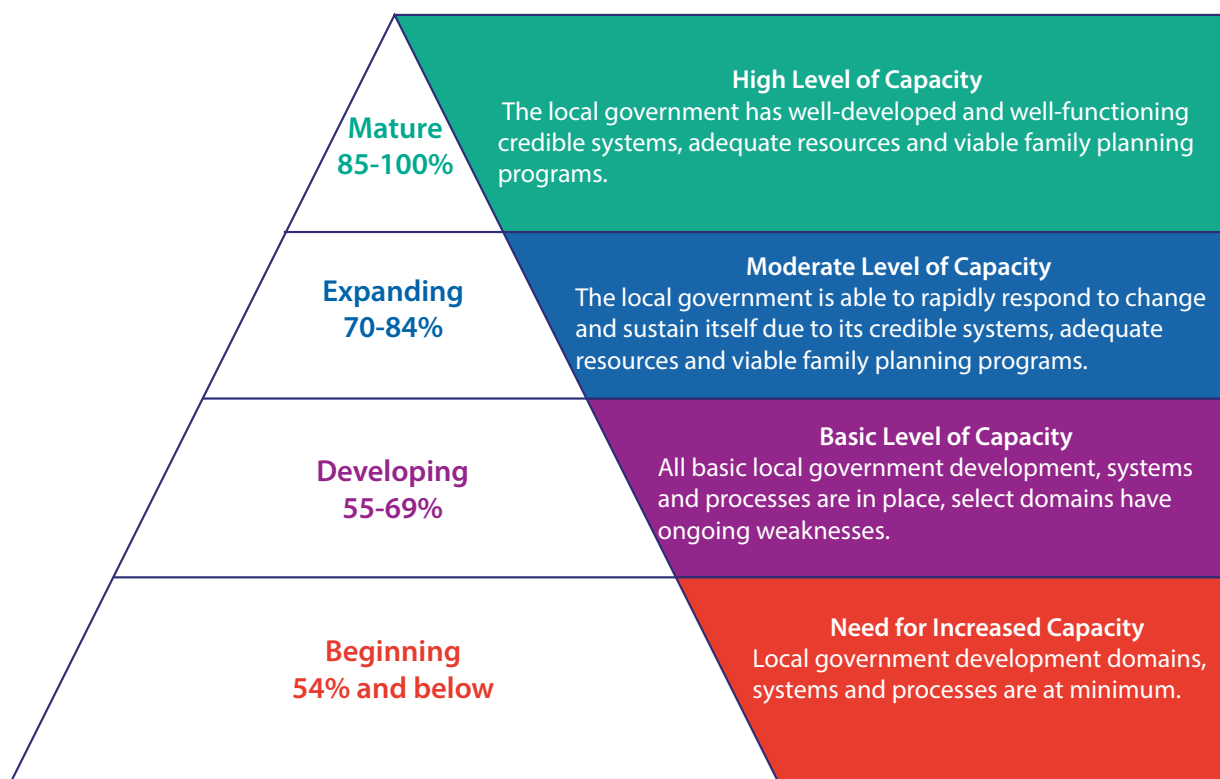 Mature
85-100%
High Level of Capacity
The local government has well-developed and well-functioning
credible systems, adequate resources and viable family planning
programs.
Expanding
70-84%
Moderate Level of Capacity
The local government is able to rapidly respond to change
and sustain itself due to its credible systems, adequate
resources and viable family planning programs.
Developing
55-69%
Basic Level of Capacity
All basic local government development, systems
and processes are in place, select domains have
ongoing weaknesses.
Beginning
54% and below
Need for Increased Capacity
Local government development domains,
systems and processes are at minimum.